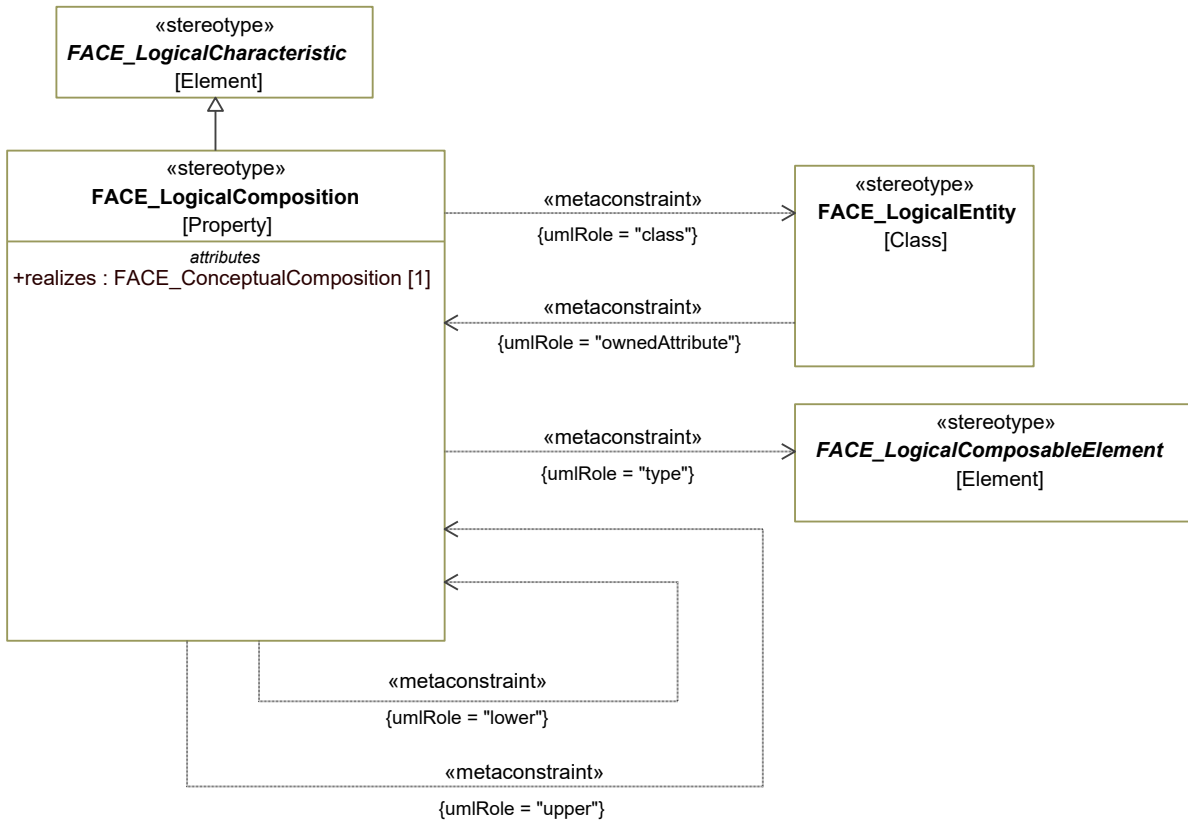 «stereotype»
FACE_LogicalCharacteristic
[Element]
«stereotype»
FACE_LogicalComposition
[Property]
attributes
+realizes : FACE_ConceptualComposition [1]
«metaconstraint»
{umlRole = "class"}
«stereotype»
FACE_LogicalEntity
[Class]
«metaconstraint»
{umlRole = "ownedAttribute"}
«metaconstraint»
{umlRole = "type"}
«stereotype»
FACE_LogicalComposableElement
[Element]
«metaconstraint»
{umlRole = "lower"}
«metaconstraint»
{umlRole = "upper"}